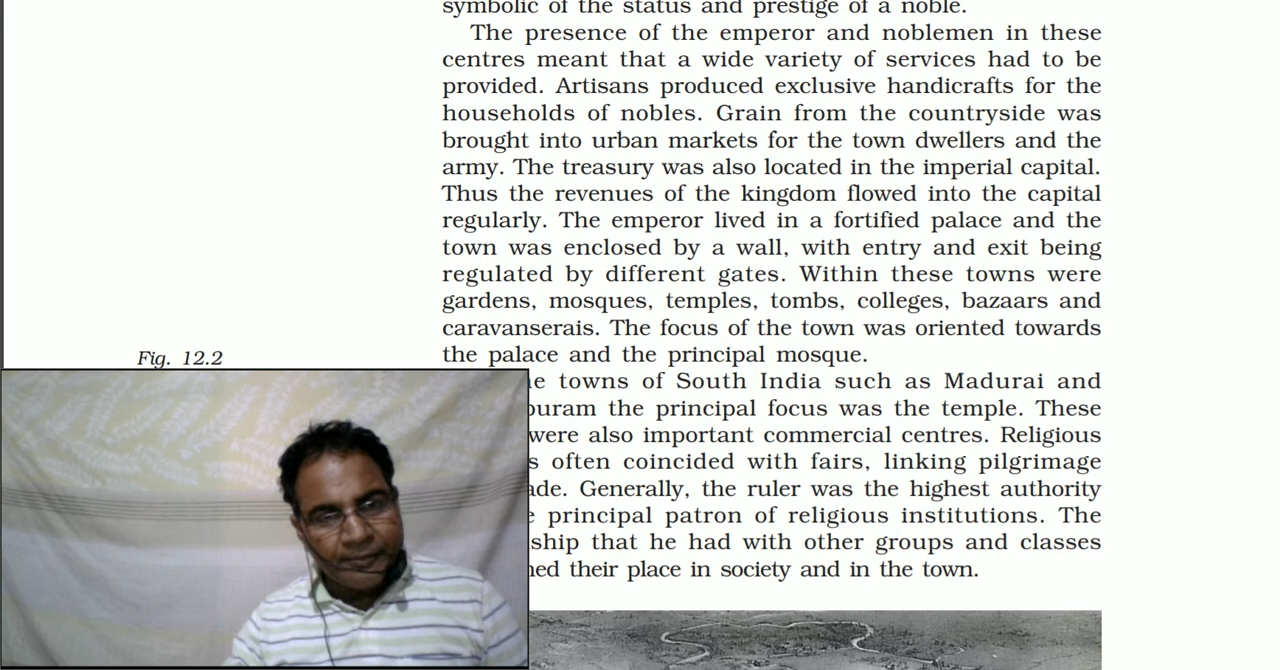 symbolic of the status and prestige of a noble.
The presence of the emperor and noblemen in these
centres meant that a wide variety of services had to be
provided. Artisans produced exclusive handicrafts for the
households of nobles. Grain from the countryside was
brought into urban markets for the town dwellers and the
army. The treasury was also located in the imperial capital.
Thus the revenues of the kingdom flowed into the capital
regularly. The emperor lived in a fortified palace and the
town was enclosed by a wall, with entry and exit being
regulated by different gates. Within these towns were
gardens, mosques, temples, tombs, colleges, bazaars and
caravanserais. The focus of the town was oriented towards
the palace and the principal mosque.
Fig. 12.2
towns of South India such as Madurai and
the principal focus was the temple. These
were also important commercial centres. Religious
often coincided with fairs, linking pilgrimage
Generally, the ruler was the highest authority
principal patron of religious institutions. The
that he had with other groups and classes
their place in society and in the town.